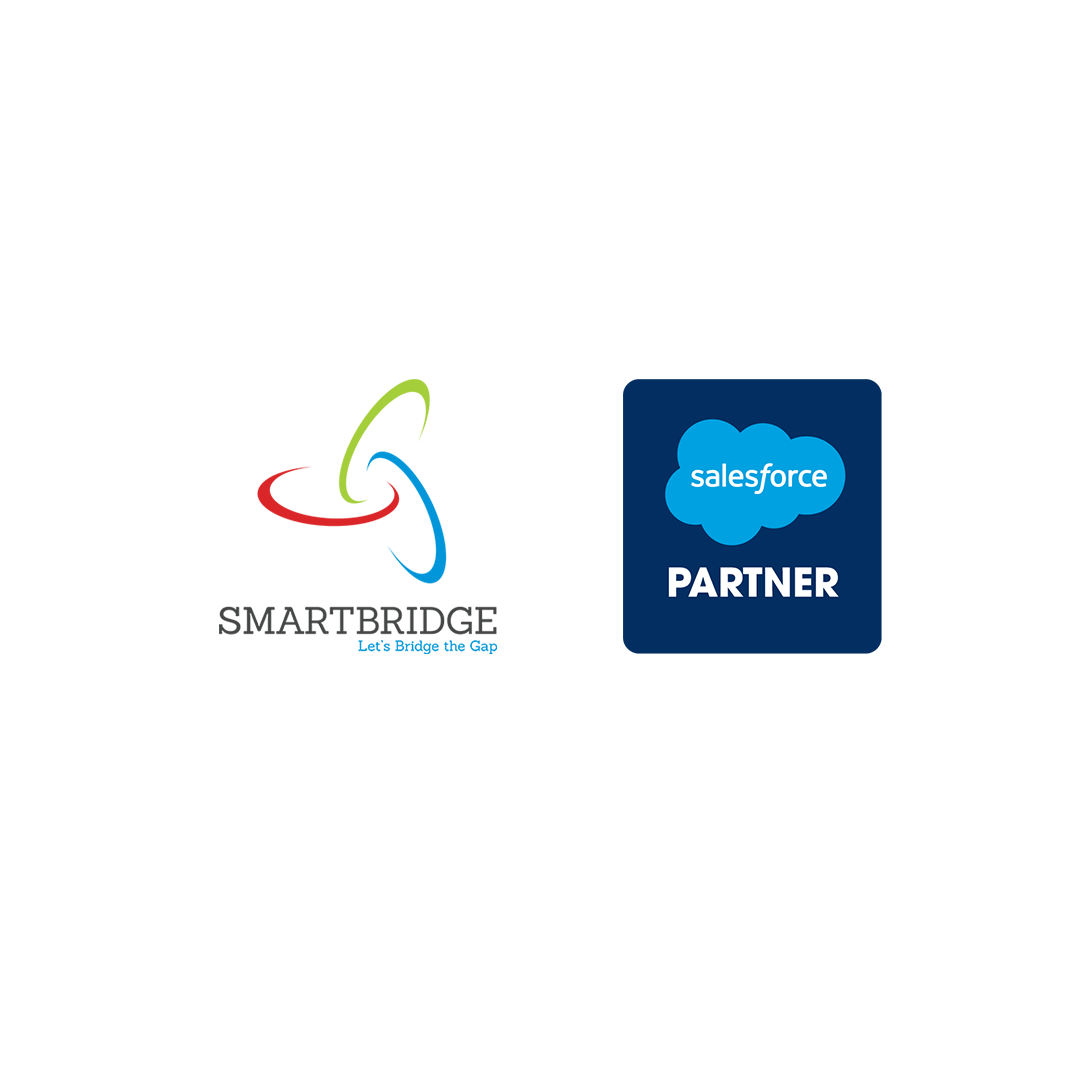 SMARTBRIDGE
Let's Bridge the Gap
salesforce
PARTNER